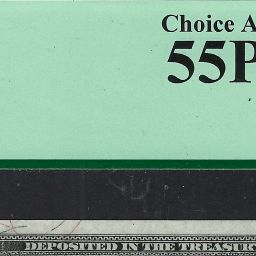 Choice A
55P
DEPOSITED IN THE TREASUR